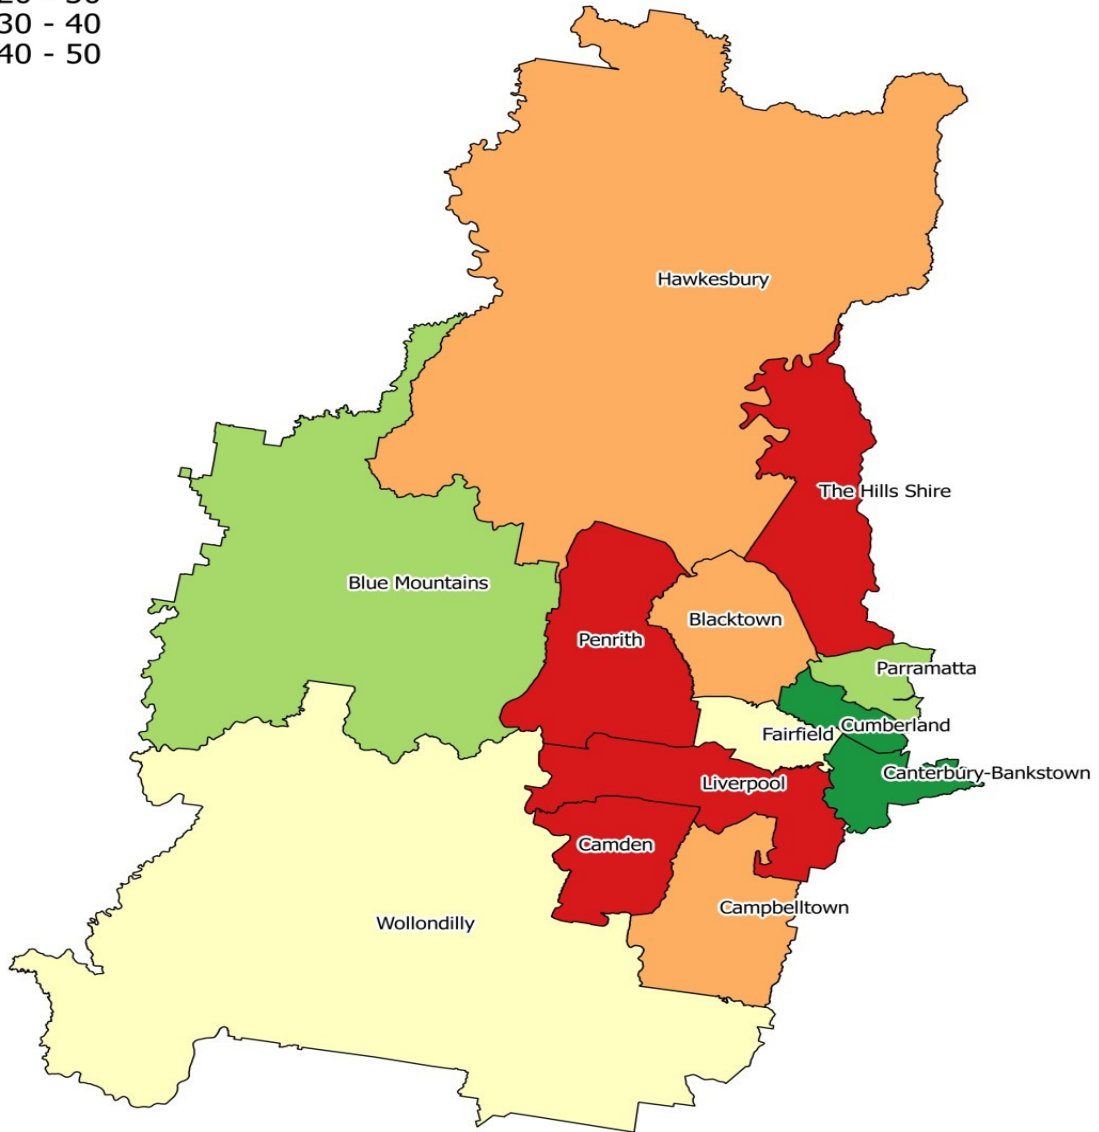 30 - 40
40 - 50
Hawkesbury
The Hills Shire
Blue Mountains
Blacktown
Penrith
Parramatta
Cumberland
Fairfield
Canterbury-Bankstown
Liverpool
Camden
Campbelltown
Wollondilly